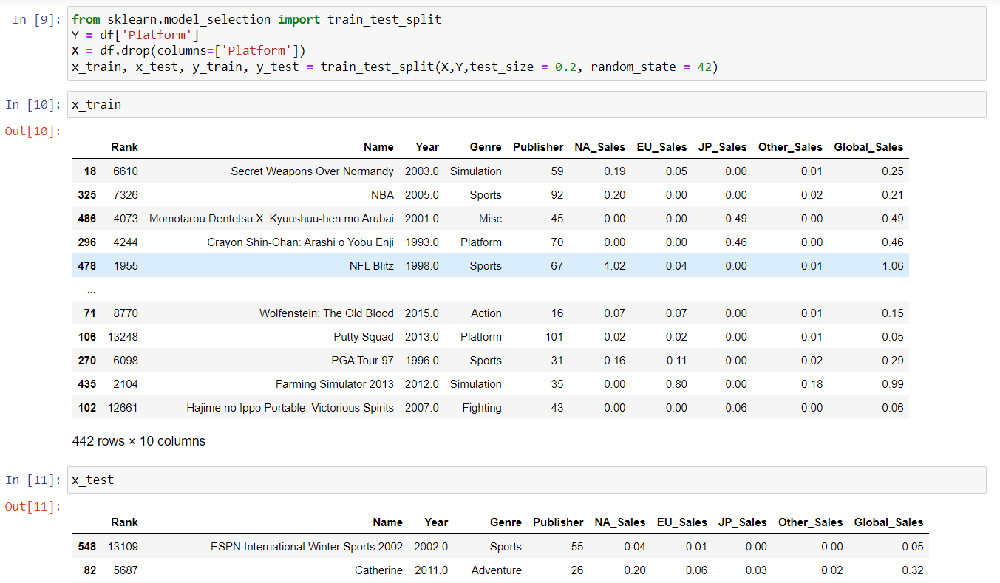 In [9]: from sklearn.model_selection import train_test_split
Y = df['Platform']
X = df.drop(columns=['Platform'])
x_train, x_test, y_train, y_test = train_test_split(X,Y,test_size = 0.2, random_state = 42)
In [10]: x_train
Out[10]:
Rank Name Year Genre Publisher NA_Sales EU_Sales JP_Sales Other_Sales Global_Sales
18 6610 Secret Weapons Over Normandy 2003.0 Simulation 59 0.19 0.05 0.00 0.01 0.25
325 7326 NBA 2005.0 Sports 92 0.20 0.00 0.00 0.02 0.21
486 4073 Momotarou Dentetsu X: Kyuushuu-hen mo Arubai 2001.0 Misc 45 0.00 0.00 0.49 0.00 0.49
296 4244 Crayon Shin-Chan: Arashi o Yobu Enji 1993.0 Platform 70 0.00 0.00 0.46 0.00 0.46
478 1955 NFL Blitz 1998.0 Sports 67 1.02 0.04 0.00 0.01 1.06
... ... ... ... ... ... ... ... ... ... ...
71 8770 Wolfenstein: The Old Blood 2015.0 Action 16 0.07 0.07 0.00 0.01 0.15
106 13248 Putty Squad 2013.0 Platform 101 0.02 0.02 0.00 0.01 0.05
270 6098 PGA Tour 97 1996.0 Sports 31 0.16 0.11 0.00 0.02 0.29
435 2104 Farming Simulator 2013 2012.0 Simulation 35 0.00 0.80 0.00 0.18 0.99
102 12661 Hajime no Ippo Portable: Victorious Spirits 2007.0 Fighting 43 0.00 0.00 0.06 0.00 0.06
442 rows × 10 columns
In [11]: x_test
Out[11]:
Rank Name Year Genre Publisher NA_Sales EU_Sales JP_Sales Other_Sales Global_Sales
548 13109 ESPN International Winter Sports 2002 2002.0 Sports 55 0.04 0.01 0.00 0.00 0.05
82 5687 Catherine 2011.0 Adventure 26 0.20 0.06 0.03 0.02 0.32